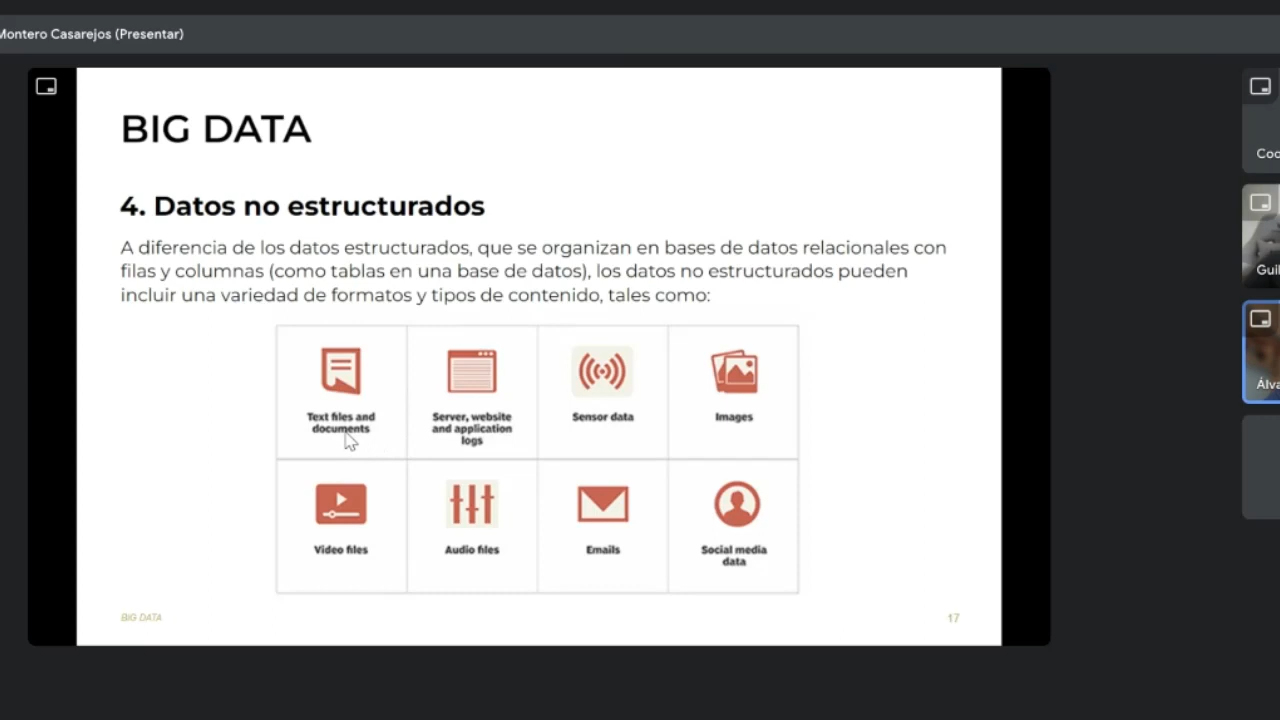 Montero Casarejos (Presentar)
BIG DATA
4. Datos no estructurados
A diferencia de los datos estructurados, que se organizan en bases de datos relacionales con
filas y columnas (como tablas en una base de datos), los datos no estructurados pueden
incluir una variedad de formatos y tipos de contenido, tales como:
Text files and
documents
Server, website
and application
logs
Sensor data
Images
Video files
Audio files
Emails
Social media
data
BIG DATA
17